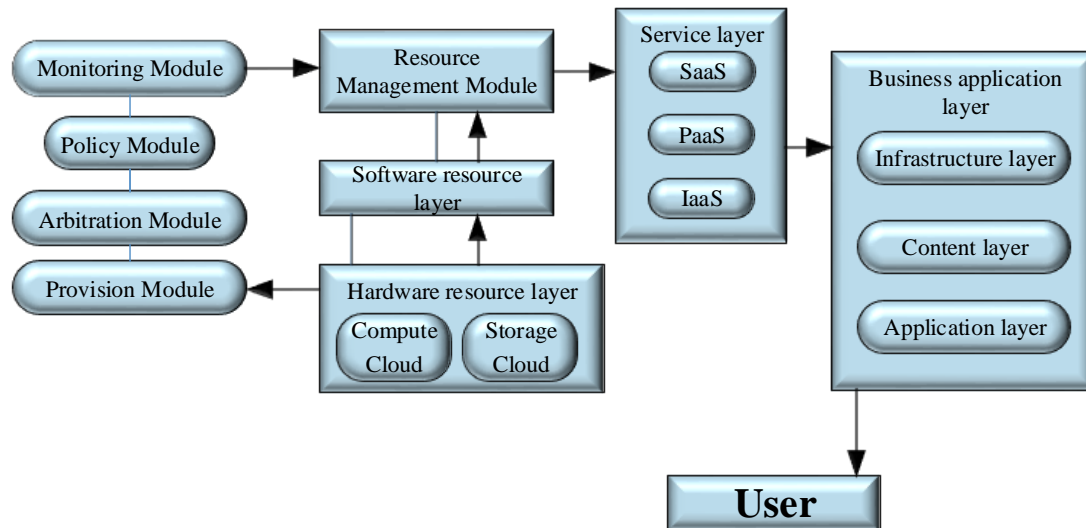 Monitoring Module
Policy Module
Arbitration Module
Provision Module
Resource
Management Module
Software resource
layer
Hardware resource layer
Compute
Cloud
Storage
Cloud
Service layer
SaaS
PaaS
IaaS
Business application
layer
Infrastructure layer
Content layer
Application layer
User